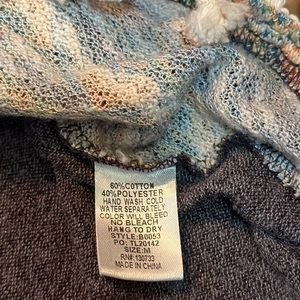 60%COTTON
40%POLYESTER
HAND WASH COLD
WATER SEPARATELY
COLOR WILL BLEED
NO BLEACH
HANG TO DRY
STYLE:B0053
PO: TL20142
SIZE:M
RN#:130733
MADE IN CHINA